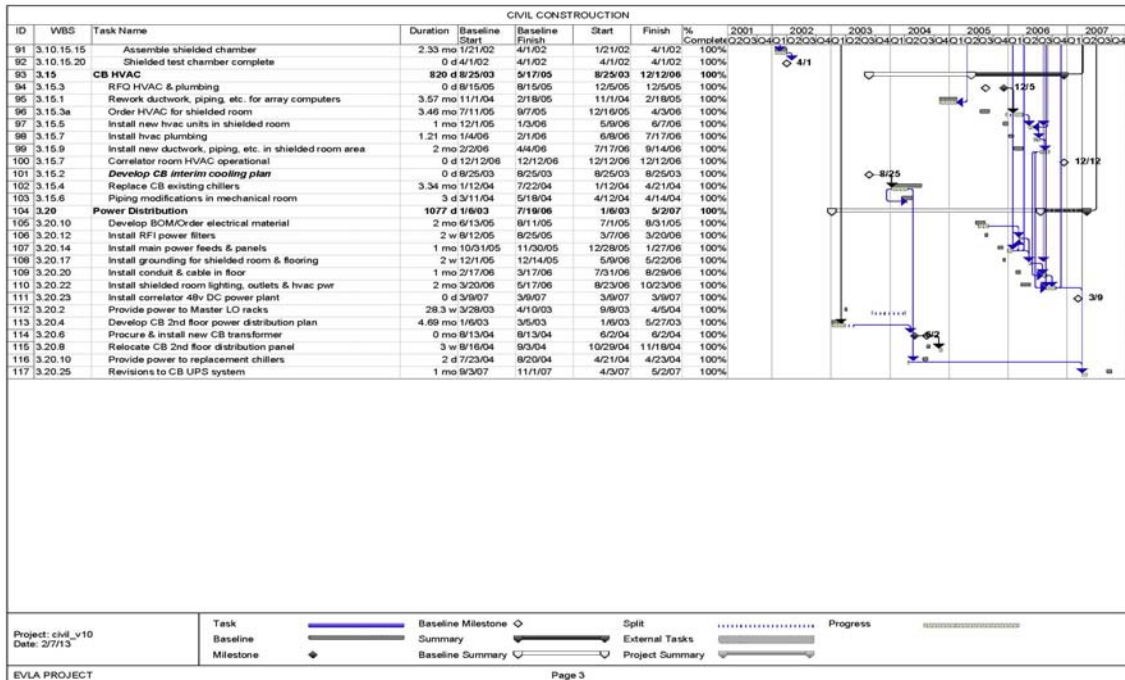 CIVIL CONSTROUCTION
ID WBS Task Name Duration Baseline Start Baseline Finish Start Finish % Complete 2001 2002 2003 2004 2005 2006 2007
91 3.10.15.15 Assemble shielded chamber 2.33 mo 1/21/02 4/1/02 1/21/02 4/1/02 100%
92 3.10.15.20 Shielded test chamber complete 0 d 4/1/02 4/1/02 4/1/02 4/1/02 100% 4/1
93 3.15 CB HVAC 820 d 8/25/03 5/17/05 8/25/03 12/12/06 100%
94 3.15.3 RFQ HVAC & plumbing 0 d 8/15/05 8/15/05 12/5/05 12/5/05 100% 12/5
95 3.15.1 Rework ductwork, piping, etc. for array computers 3.57 mo 11/1/04 2/18/05 11/1/04 2/18/05 100%
96 3.15.3a Order HVAC for shielded room 3.46 mo 7/11/05 9/7/05 12/16/05 4/3/06 100%
97 3.15.5 Install new hvac units in shielded room 1 mo 12/1/05 1/3/06 5/9/06 6/7/06 100%
98 3.15.7 Install hvac plumbing 1.21 mo 1/4/06 2/1/06 6/8/06 7/17/06 100%
99 3.15.9 Install new ductwork, piping, etc. in shielded room area 2 mo 2/2/06 4/4/06 7/17/06 9/14/06 100%
100 3.15.7 Correlator room HVAC operational 0 d 12/12/06 12/12/06 12/12/06 12/12/06 100% 12/12
101 3.15.2 Develop CB interim cooling plan 0 d 8/25/03 8/25/03 8/25/03 8/25/03 100% 8/25
102 3.15.4 Replace CB existing chillers 3.34 mo 1/12/04 7/22/04 1/12/04 4/21/04 100%
103 3.15.6 Piping modifications in mechanical room 3 d 3/11/04 5/18/04 4/12/04 4/14/04 100%
104 3.20 Power Distribution 1077 d 1/6/03 7/19/06 1/6/03 5/2/07 100%
105 3.20.10 Develop BOM/Order electrical material 2 mo 6/13/05 8/11/05 7/1/05 8/31/05 100%
106 3.20.12 Install RFI power filters 2 w 8/12/05 8/25/05 3/7/06 3/20/06 100%
107 3.20.14 Install main power feeds & panels 1 mo 10/31/05 11/30/05 12/28/05 1/27/06 100%
108 3.20.17 Install grounding for shielded room & flooring 2 w 12/1/05 12/14/05 5/9/06 5/22/06 100%
109 3.20.20 Install conduit & cable in floor 1 mo 2/17/06 3/17/06 7/31/06 8/29/06 100%
110 3.20.22 Install shielded room lighting, outlets & hvac pwr 2 mo 3/20/06 5/17/06 8/23/06 10/23/06 100%
111 3.20.23 Install correlator 48v DC power plant 0 d 3/9/07 3/9/07 3/9/07 3/9/07 100% 3/9
112 3.20.2 Provide power to Master LO racks 28.3 w 3/28/03 4/10/03 9/8/03 4/5/04 100%
113 3.20.4 Develop CB 2nd floor power distribution plan 4.69 mo 1/6/03 3/5/03 1/6/03 5/27/03 100%
114 3.20.6 Procure & install new CB transformer 0 mo 8/13/04 8/13/04 6/2/04 6/2/04 100% 6/2
115 3.20.8 Relocate CB 2nd floor distribution panel 3 w 8/16/04 9/3/04 10/29/04 11/18/04 100%
116 3.20.10 Provide power to replacement chillers 2 d 7/23/04 8/20/04 4/21/04 4/23/04 100%
117 3.20.25 Revisions to CB UPS system 1 mo 9/3/07 11/1/07 4/3/07 5/2/07 100%
Project: civil_v10
Date: 2/7/13
Task Baseline Milestone Split Progress
Baseline Summary External Tasks
Milestone Baseline Summary Project Summary
EVLA PROJECT Page 3